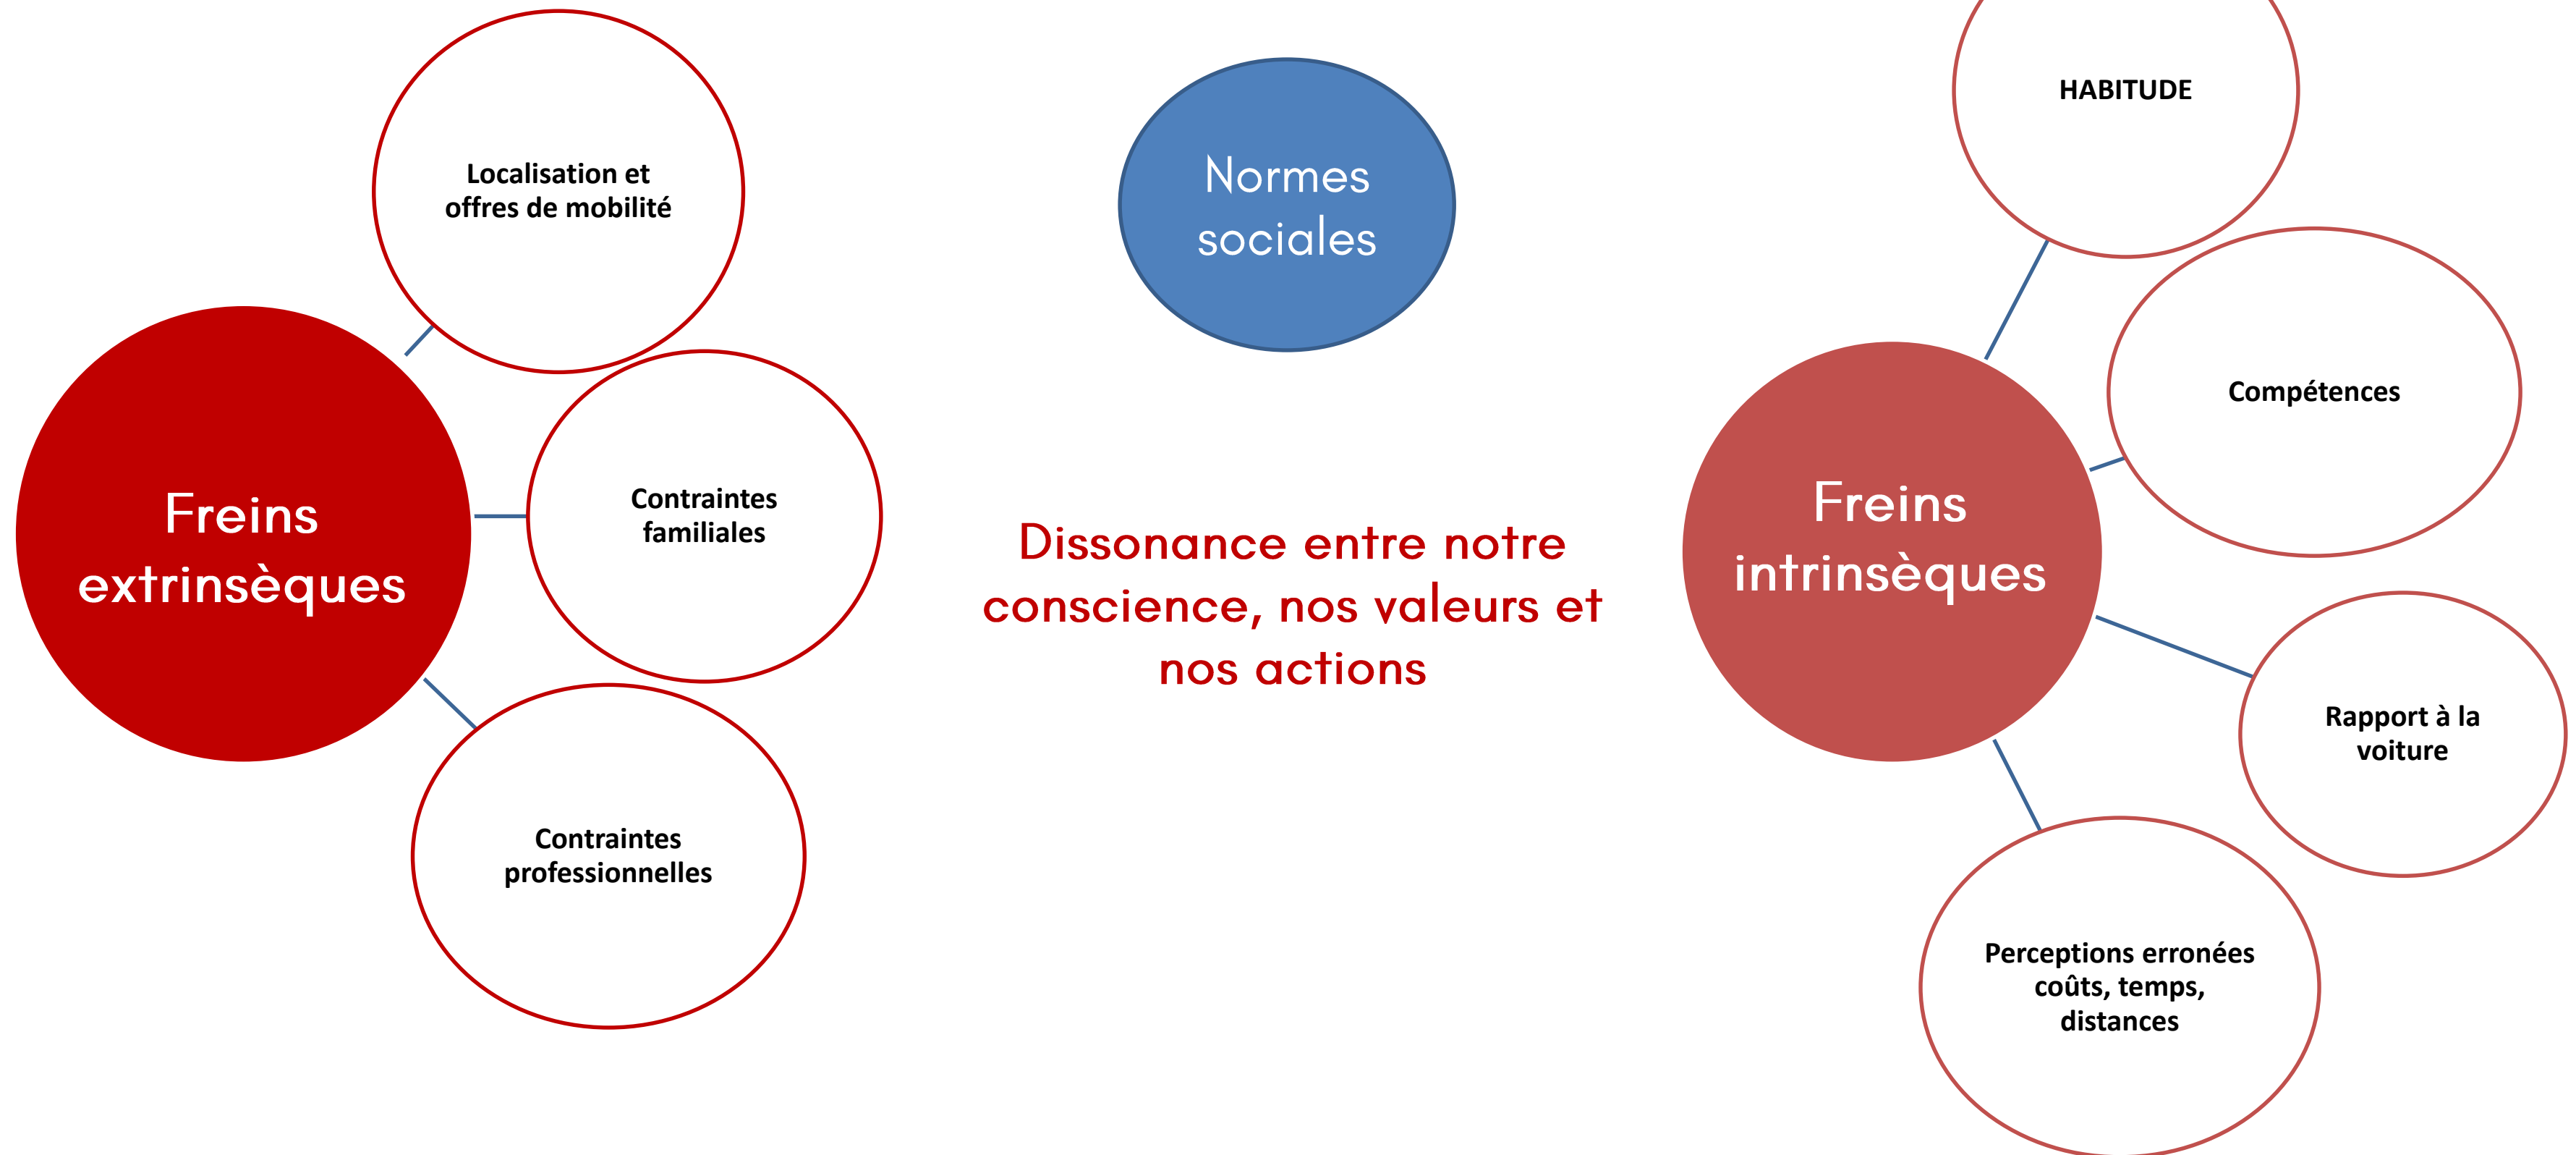 Localisation et
offres de mobilité
Freins
extrinsèques
Contraintes
familiales
Contraintes
professionnelles
Normes
sociales
Dissonance entre notre
conscience, nos valeurs et
nos actions
HABITUDE
Compétences
Freins
intrinsèques
Rapport à la
voiture
Perceptions erronées
coûts, temps,
distances